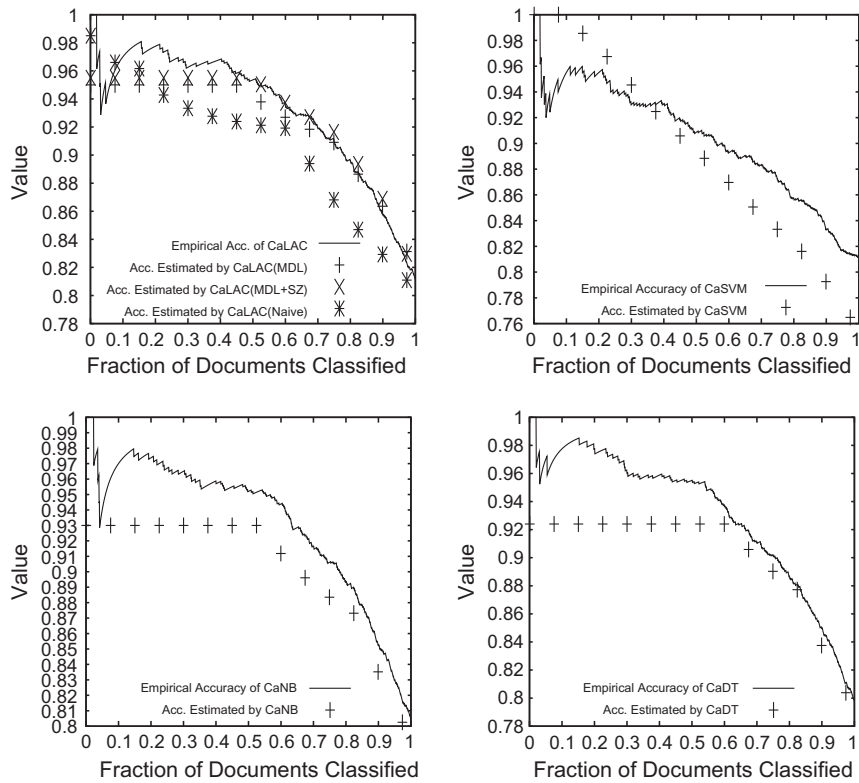 1
0.98
0.96
0.94
0.92
0.9
0.88
0.86
0.84
0.82
0.8
0.78
Value
Empirical Acc. of CaLAC
Acc. Estimated by CaLAC(MDL)
Acc. Estimated by CaLAC(MDL+SZ)
Acc. Estimated by CaLAC(Naive)
0 0.1 0.2 0.3 0.4 0.5 0.6 0.7 0.8 0.9 1
Fraction of Documents Classified
1
0.98
0.96
0.94
0.92
0.9
0.88
0.86
0.84
0.82
0.8
0.78
0.76
Value
Empirical Accuracy of CaSVM
Acc. Estimated by CaSVM
0 0.1 0.2 0.3 0.4 0.5 0.6 0.7 0.8 0.9 1
Fraction of Documents Classified
1
0.99
0.98
0.97
0.96
0.95
0.94
0.93
0.92
0.91
0.9
0.89
0.88
0.87
0.86
0.85
0.84
0.83
0.82
0.81
0.8
Value
Empirical Accuracy of CaNB
Acc. Estimated by CaNB
0 0.1 0.2 0.3 0.4 0.5 0.6 0.7 0.8 0.9 1
Fraction of Documents Classified
1
0.98
0.96
0.94
0.92
0.9
0.88
0.86
0.84
0.82
0.8
0.78
Value
Empirical Accuracy of CaDT
Acc. Estimated by CaDT
0 0.1 0.2 0.3 0.4 0.5 0.6 0.7 0.8 0.9 1
Fraction of Documents Classified